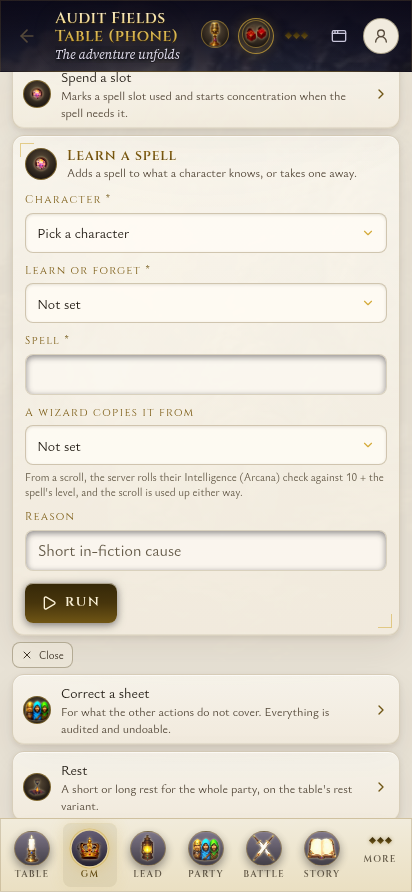 Audit Fields
Table (Phone)
The adventure unfolds
Spend a slot
Marks a spell slot used and starts concentration when the
spell needs it.
Learn a spell
Adds a spell to what a character knows, or takes one away.
Character *
Pick a character
Learn or forget *
Not set
Spell *
A wizard copies it from
Not set
From a scroll, the server rolls their Intelligence (Arcana) check against 10 + the
spell's level, and the scroll is used up either way.
Reason
Short in-fiction cause
RUN
Close
Correct a sheet
For what the other actions do not cover. Everything is
audited and undoable.
Rest
A short or long rest for the whole party, on the table's rest
variant.
TABLE
GM
LEAD
PARTY
BATTLE
STORY
MORE